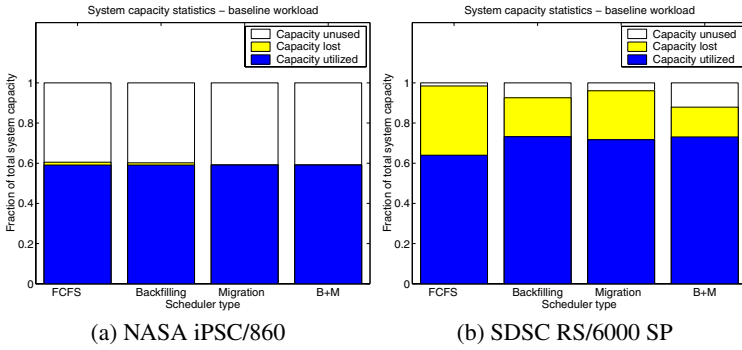 System capacity statistics – baseline workload
Capacity unused
Capacity lost
Capacity utilized
Fraction of total system capacity
1
0.8
0.6
0.4
0.2
0
FCFS Backfilling Migration B+M
Scheduler type
(a) NASA iPSC/860
System capacity statistics – baseline workload
Capacity unused
Capacity lost
Capacity utilized
Fraction of total system capacity
1
0.8
0.6
0.4
0.2
0
FCFS Backfilling Migration B+M
Scheduler type
(b) SDSC RS/6000 SP